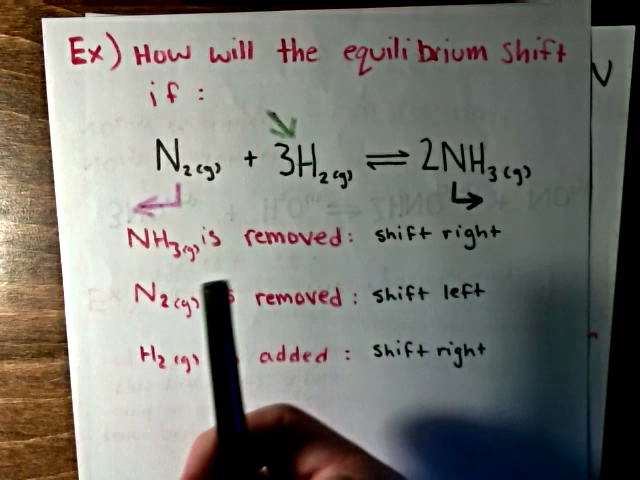 Ex) How will the equilibrium shift
if :
N₂(g) + 3H₂(g) ⇌ 2NH₃(g)
NH₃(g) is removed: shift right
N₂(g) removed: shift left
H₂(g) added: shift right
V